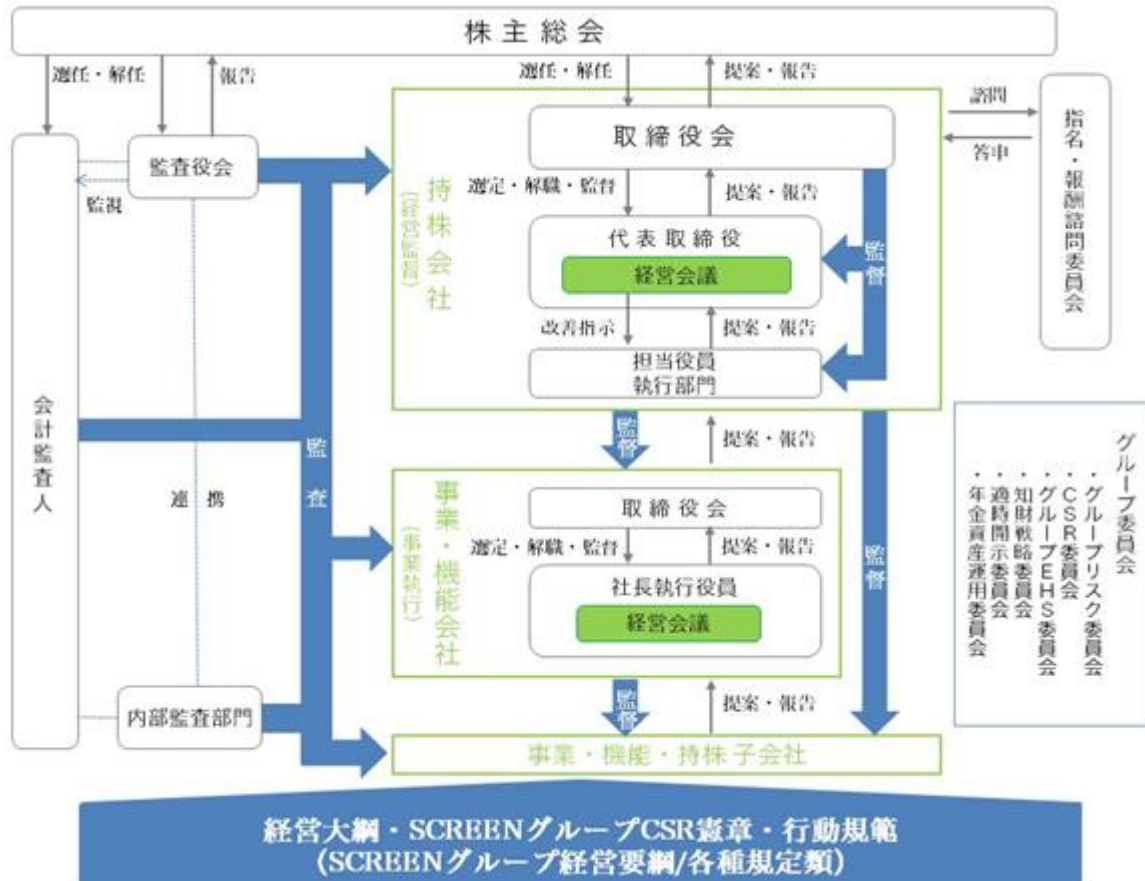 株主総会
選任・解任
報告
選任・解任
提案・報告
諮問
答申
指名・報酬諮問委員会
監査役会
監視
持株会社
(経営監督)
取締役会
選定・解職・監督
提案・報告
代表取締役
経営会議
監督
改善指示
提案・報告
担当役員
執行部門
会計監査人
監査
連携
監督
提案・報告
監督
グループ委員会
・グループリスク委員会
・CSR委員会
・グループEHS委員会
・知財戦略委員会
・適時開示委員会
・年金資産運用委員会
事業・機能会社
(事業執行)
取締役会
選定・解職・監督
提案・報告
社長執行役員
経営会議
内部監査部門
監督
提案・報告
事業・機能・持株子会社
経営大綱・SCREENグループCSR憲章・行動規範
(SCREENグループ経営要綱/各種規定類)